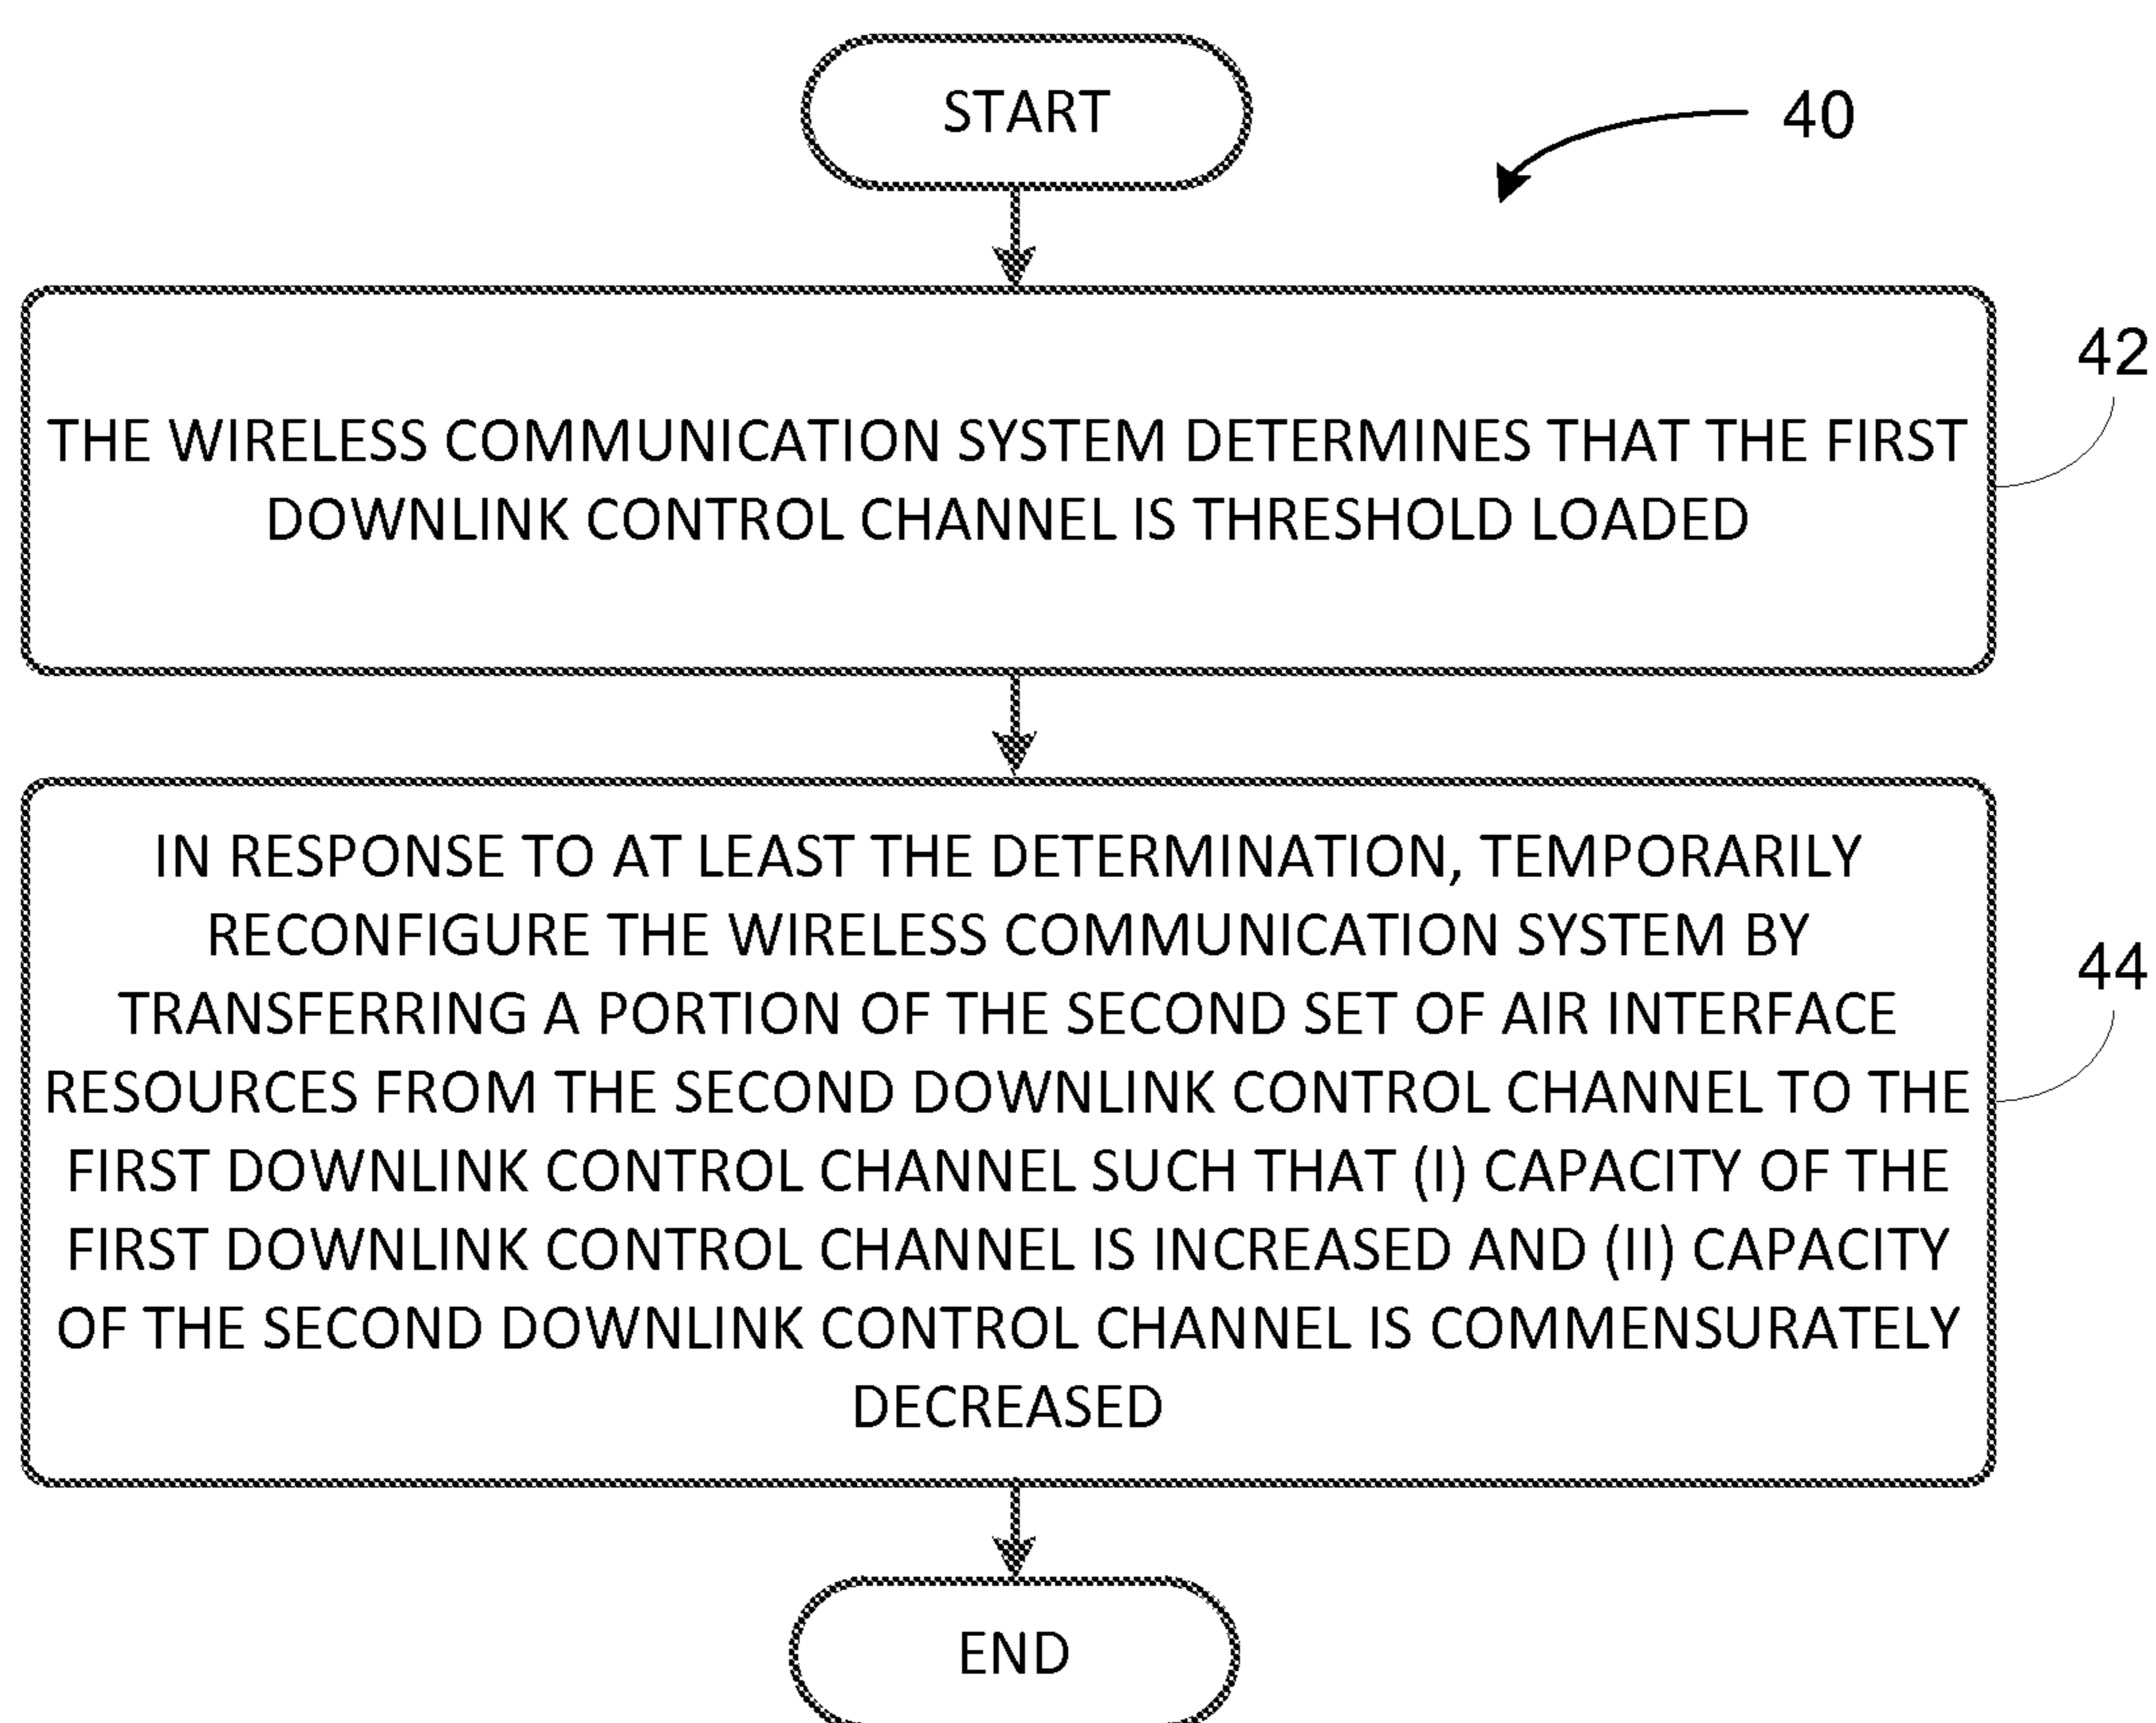 START
40
THE WIRELESS COMMUNICATION SYSTEM DETERMINES THAT THE FIRST
DOWNLINK CONTROL CHANNEL IS THRESHOLD LOADED
42
IN RESPONSE TO AT LEAST THE DETERMINATION, TEMPORARILY
RECONFIGURE THE WIRELESS COMMUNICATION SYSTEM BY
TRANSFERRING A PORTION OF THE SECOND SET OF AIR INTERFACE
RESOURCES FROM THE SECOND DOWNLINK CONTROL CHANNEL TO THE
FIRST DOWNLINK CONTROL CHANNEL SUCH THAT (I) CAPACITY OF THE
FIRST DOWNLINK CONTROL CHANNEL IS INCREASED AND (II) CAPACITY
OF THE SECOND DOWNLINK CONTROL CHANNEL IS COMMENSURATELY
DECREASED
44
END